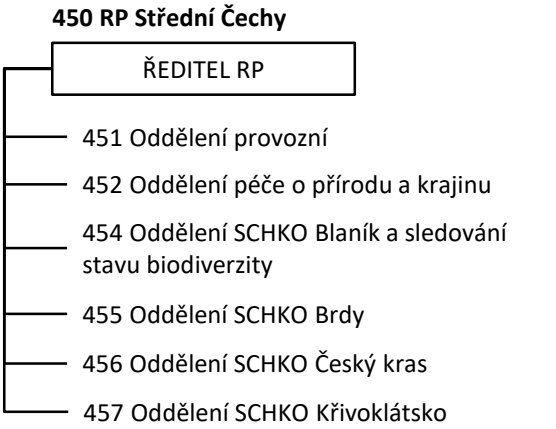 450 RP Střední Čechy
ŘEDITEL RP
451 Oddělení provozní
452 Oddělení péče o přírodu a krajinu
454 Oddělení SCHKO Blaník a sledování
stavu biodiverzity
455 Oddělení SCHKO Brdy
456 Oddělení SCHKO Český kras
457 Oddělení SCHKO Křivoklátsko